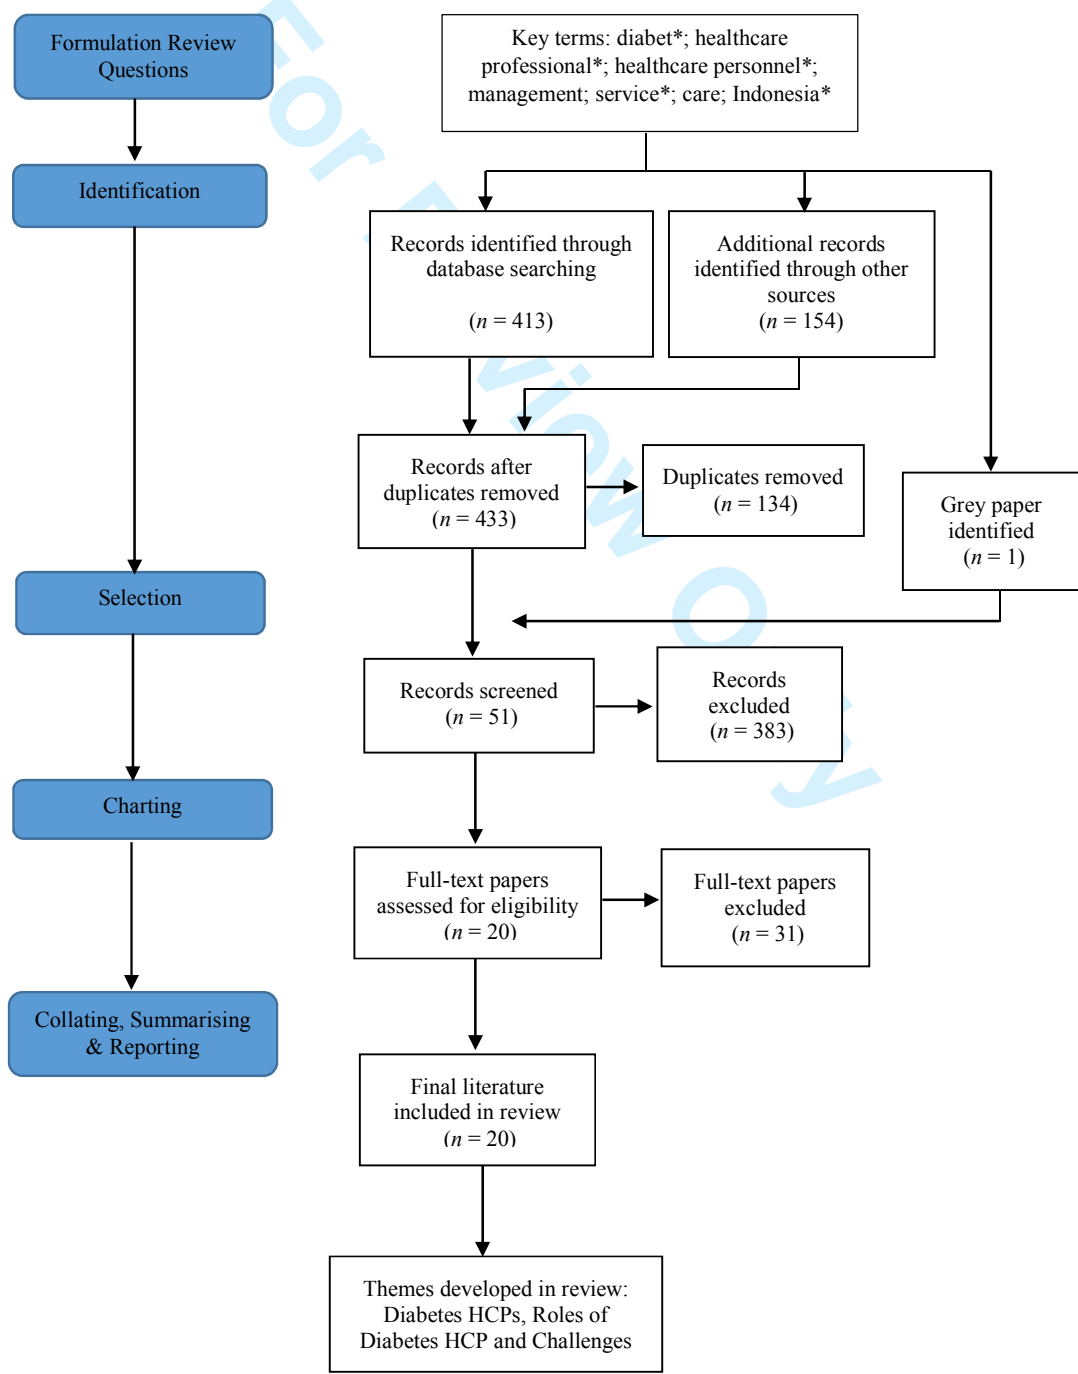 Formulation Review
Questions
Identification
Selection
Charting
Collating, Summarising
& Reporting
Key terms: diabet*; healthcare
professional*; healthcare personnel*;
management; service*; care; Indonesia*
Records identified through
database searching
(n = 413)
Additional records
identified through other
sources
(n = 154)
Records after
duplicates removed
(n = 433)
Duplicates removed
(n = 134)
Grey paper
identified
(n = 1)
Records screened
(n = 51)
Records
excluded
(n = 383)
Full-text papers
assessed for eligibility
(n = 20)
Full-text papers
excluded
(n = 31)
Final literature
included in review
(n = 20)
Themes developed in review:
Diabetes HCPs, Roles of
Diabetes HCP and Challenges
For Review Only